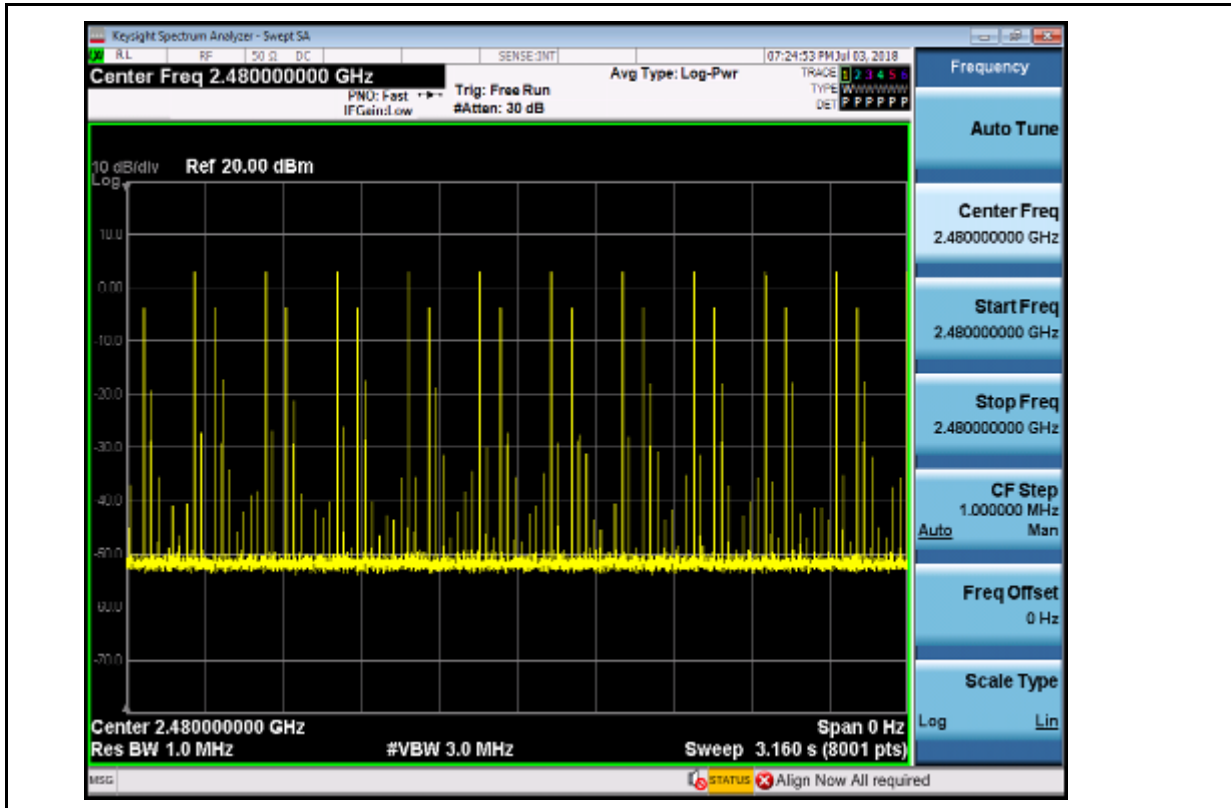 Keysight Spectrum Analyzer - Swept SA
RL RF 50 Ω DC SENSE:INT 07:24:53 PM Jul 03, 2018
Center Freq 2.480000000 GHz
PNO: Fast
IFGain:Low
Trig: Free Run
#Atten: 30 dB
Avg Type: Log-Pwr
TRACE 1 2 3 4 5 6
TYPE WWWWWW
DET P P P P P P
10 dB/div Ref 20.00 dBm
Log
10.0
0.00
-10.0
-20.0
-30.0
-40.0
-50.0
-60.0
-70.0
Center 2.480000000 GHz Span 0 Hz
Res BW 1.0 MHz #VBW 3.0 MHz Sweep 3.160 s (8001 pts)
MSG STATUS Align Now All required
Frequency
Auto Tune
Center Freq
2.480000000 GHz
Start Freq
2.480000000 GHz
Stop Freq
2.480000000 GHz
CF Step
1.000000 MHz
Auto Man
Freq Offset
0 Hz
Scale Type
Log Lin